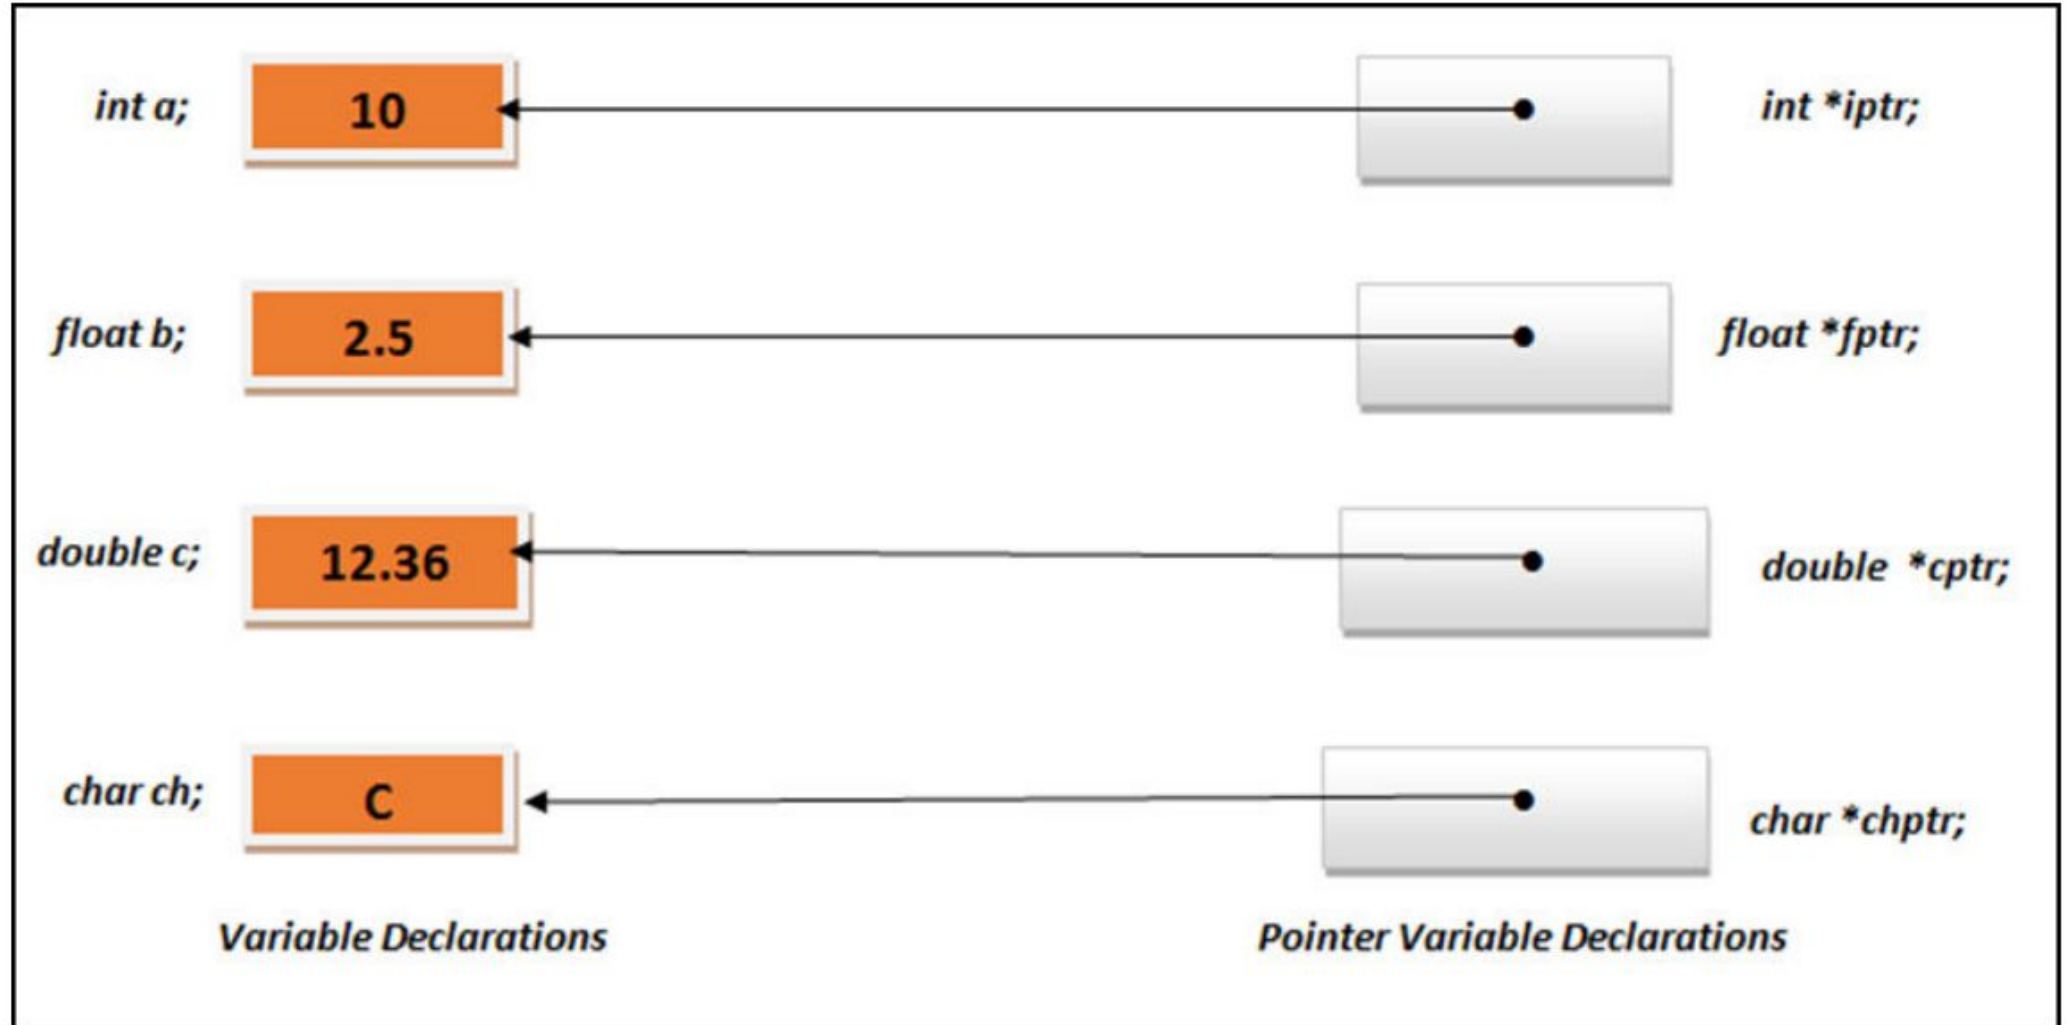 int a; 10 int *iptr;
float b; 2.5 float *fptr;
double c; 12.36 double *cptr;
char ch; C char *chptr;
Variable Declarations Pointer Variable Declarations